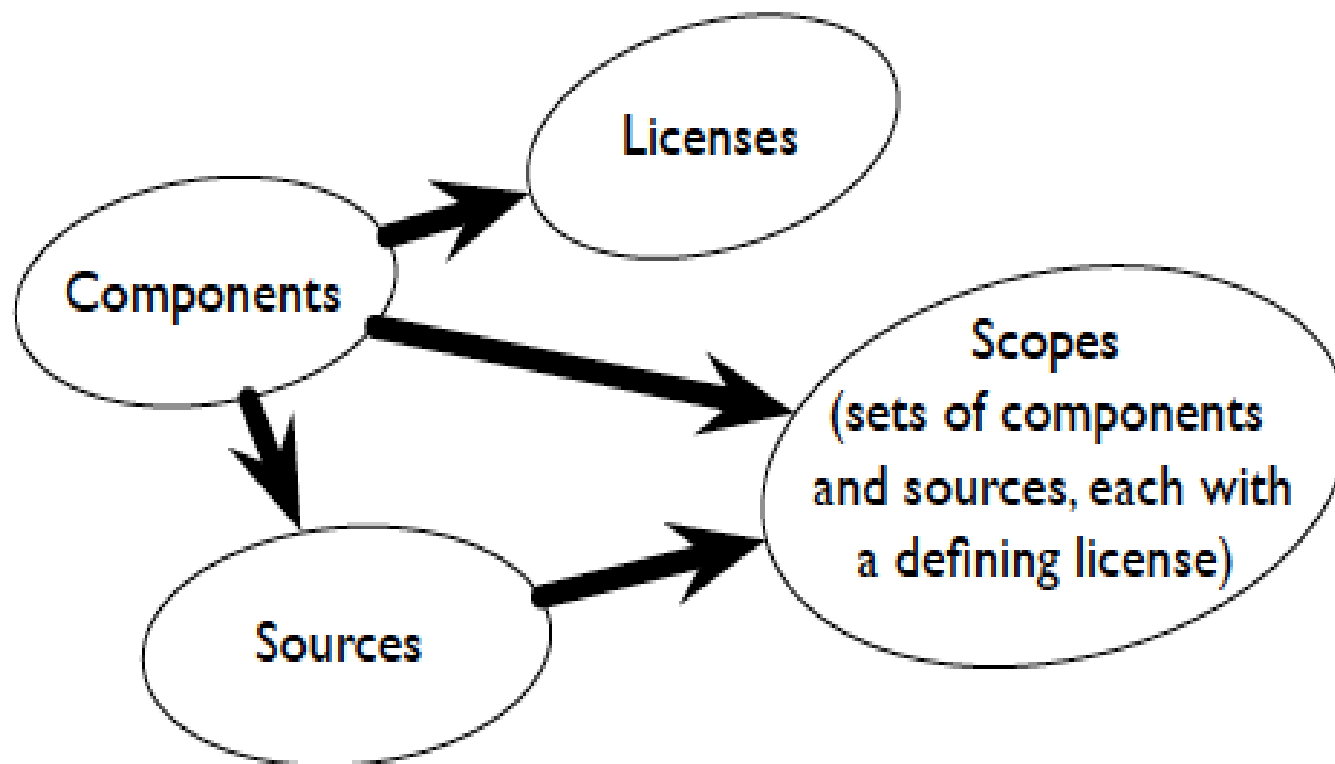 Licenses
Components
Scopes
(sets of components
and sources, each with
a defining license)
Sources